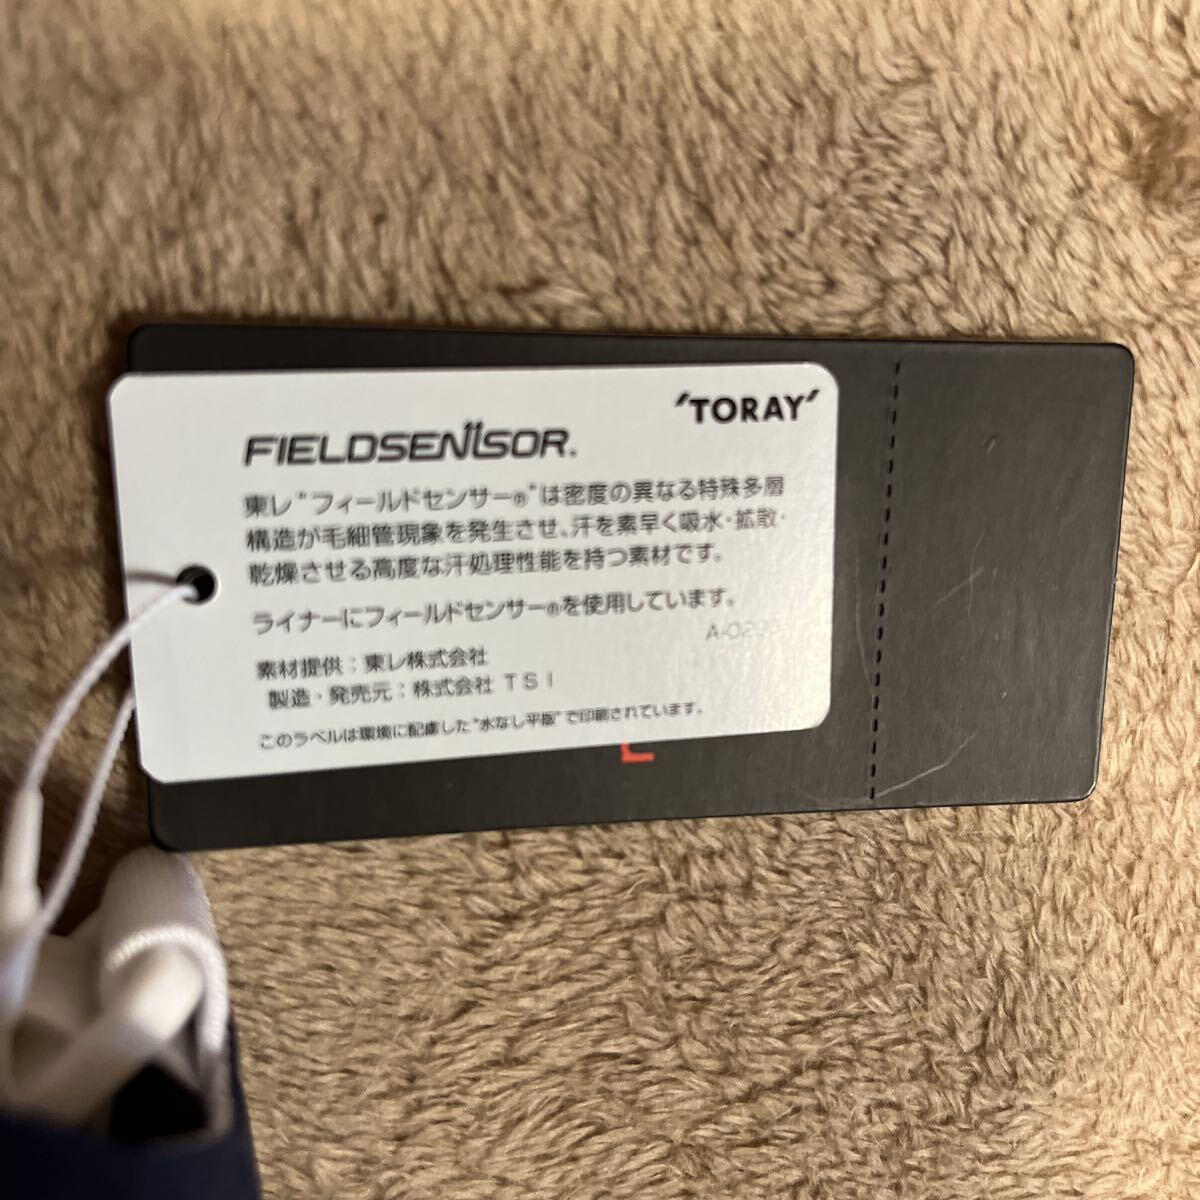 'TORAY'
FIELDSENSOR®
東レ“フィールドセンサー®”は密度の異なる特殊多層
構造が毛細管現象を発生させ、汗を素早く吸水・拡散・
乾燥させる高度な汗処理性能を持つ素材です。
ライナーにフィールドセンサー®を使用しています。
素材提供：東レ株式会社
製造・発売元：株式会社 TSI
このラベルは環境に配慮した“水なし平版”で印刷されています。